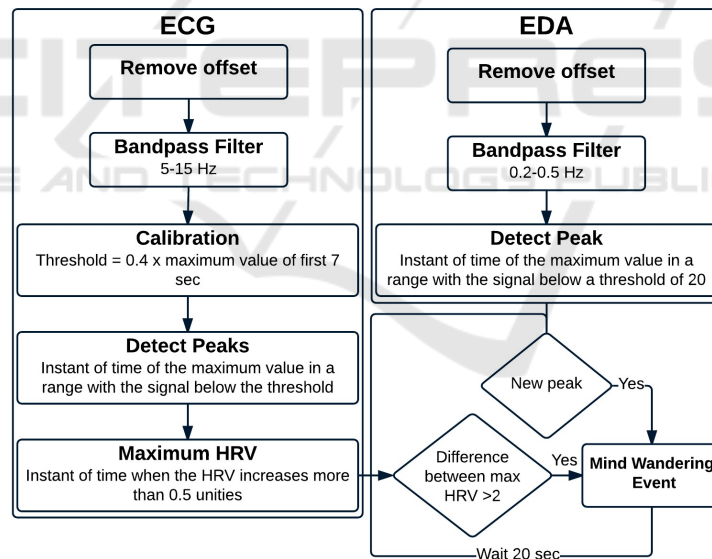 ECG
Remove offset
Bandpass Filter
5-15 Hz
Calibration
Threshold = 0.4 x maximum value of first 7
sec
Detect Peaks
Instant of time of the maximum value in a
range with the signal below the threshold
Maximum HRV
Instant of time when the HRV increases more
than 0.5 unities
EDA
Remove offset
Bandpass Filter
0.2-0.5 Hz
Detect Peak
Instant of time of the maximum value in a
range with the signal below a threshold of 20
New peak
Yes
Difference
between max
HRV >2
Yes
Mind Wandering
Event
Wait 20 sec
AND TECHNOLOGY